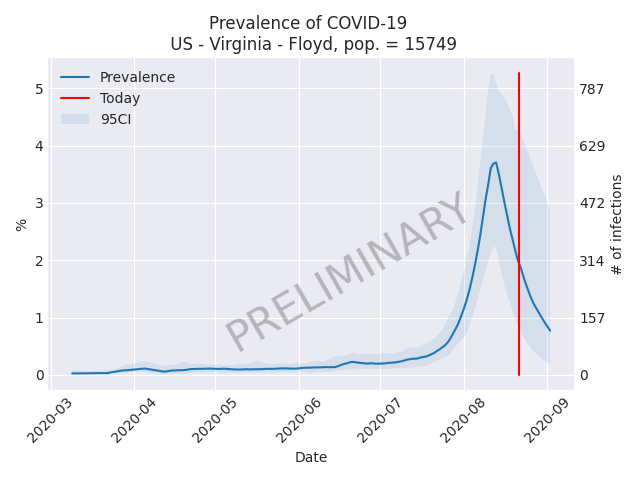 Prevalence of COVID-19
US - Virginia - Floyd, pop. = 15749
Prevalence
Today
95CI
5
4
3
2
1
0
%
787
629
472
314
157
0
# of infections
PRELIMINARY
2020-03
2020-04
2020-05
2020-06
2020-07
2020-08
2020-09
Date